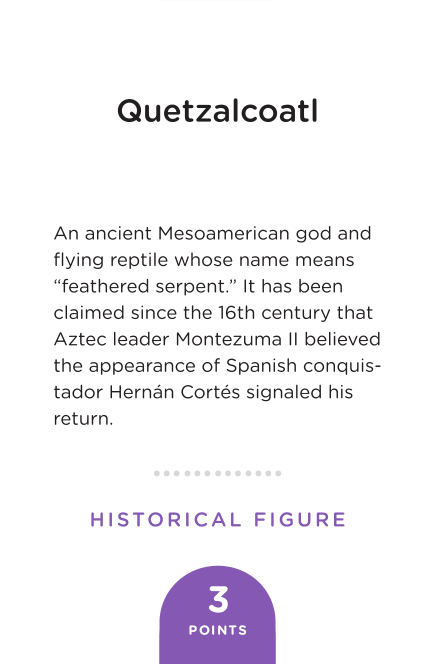 Quetzalcoatl
An ancient Mesoamerican god and
flying reptile whose name means
“feathered serpent.” It has been
claimed since the 16th century that
Aztec leader Montezuma II believed
the appearance of Spanish conquis-
tador Hernán Cortés signaled his
return.
HISTORICAL FIGURE
3
POINTS